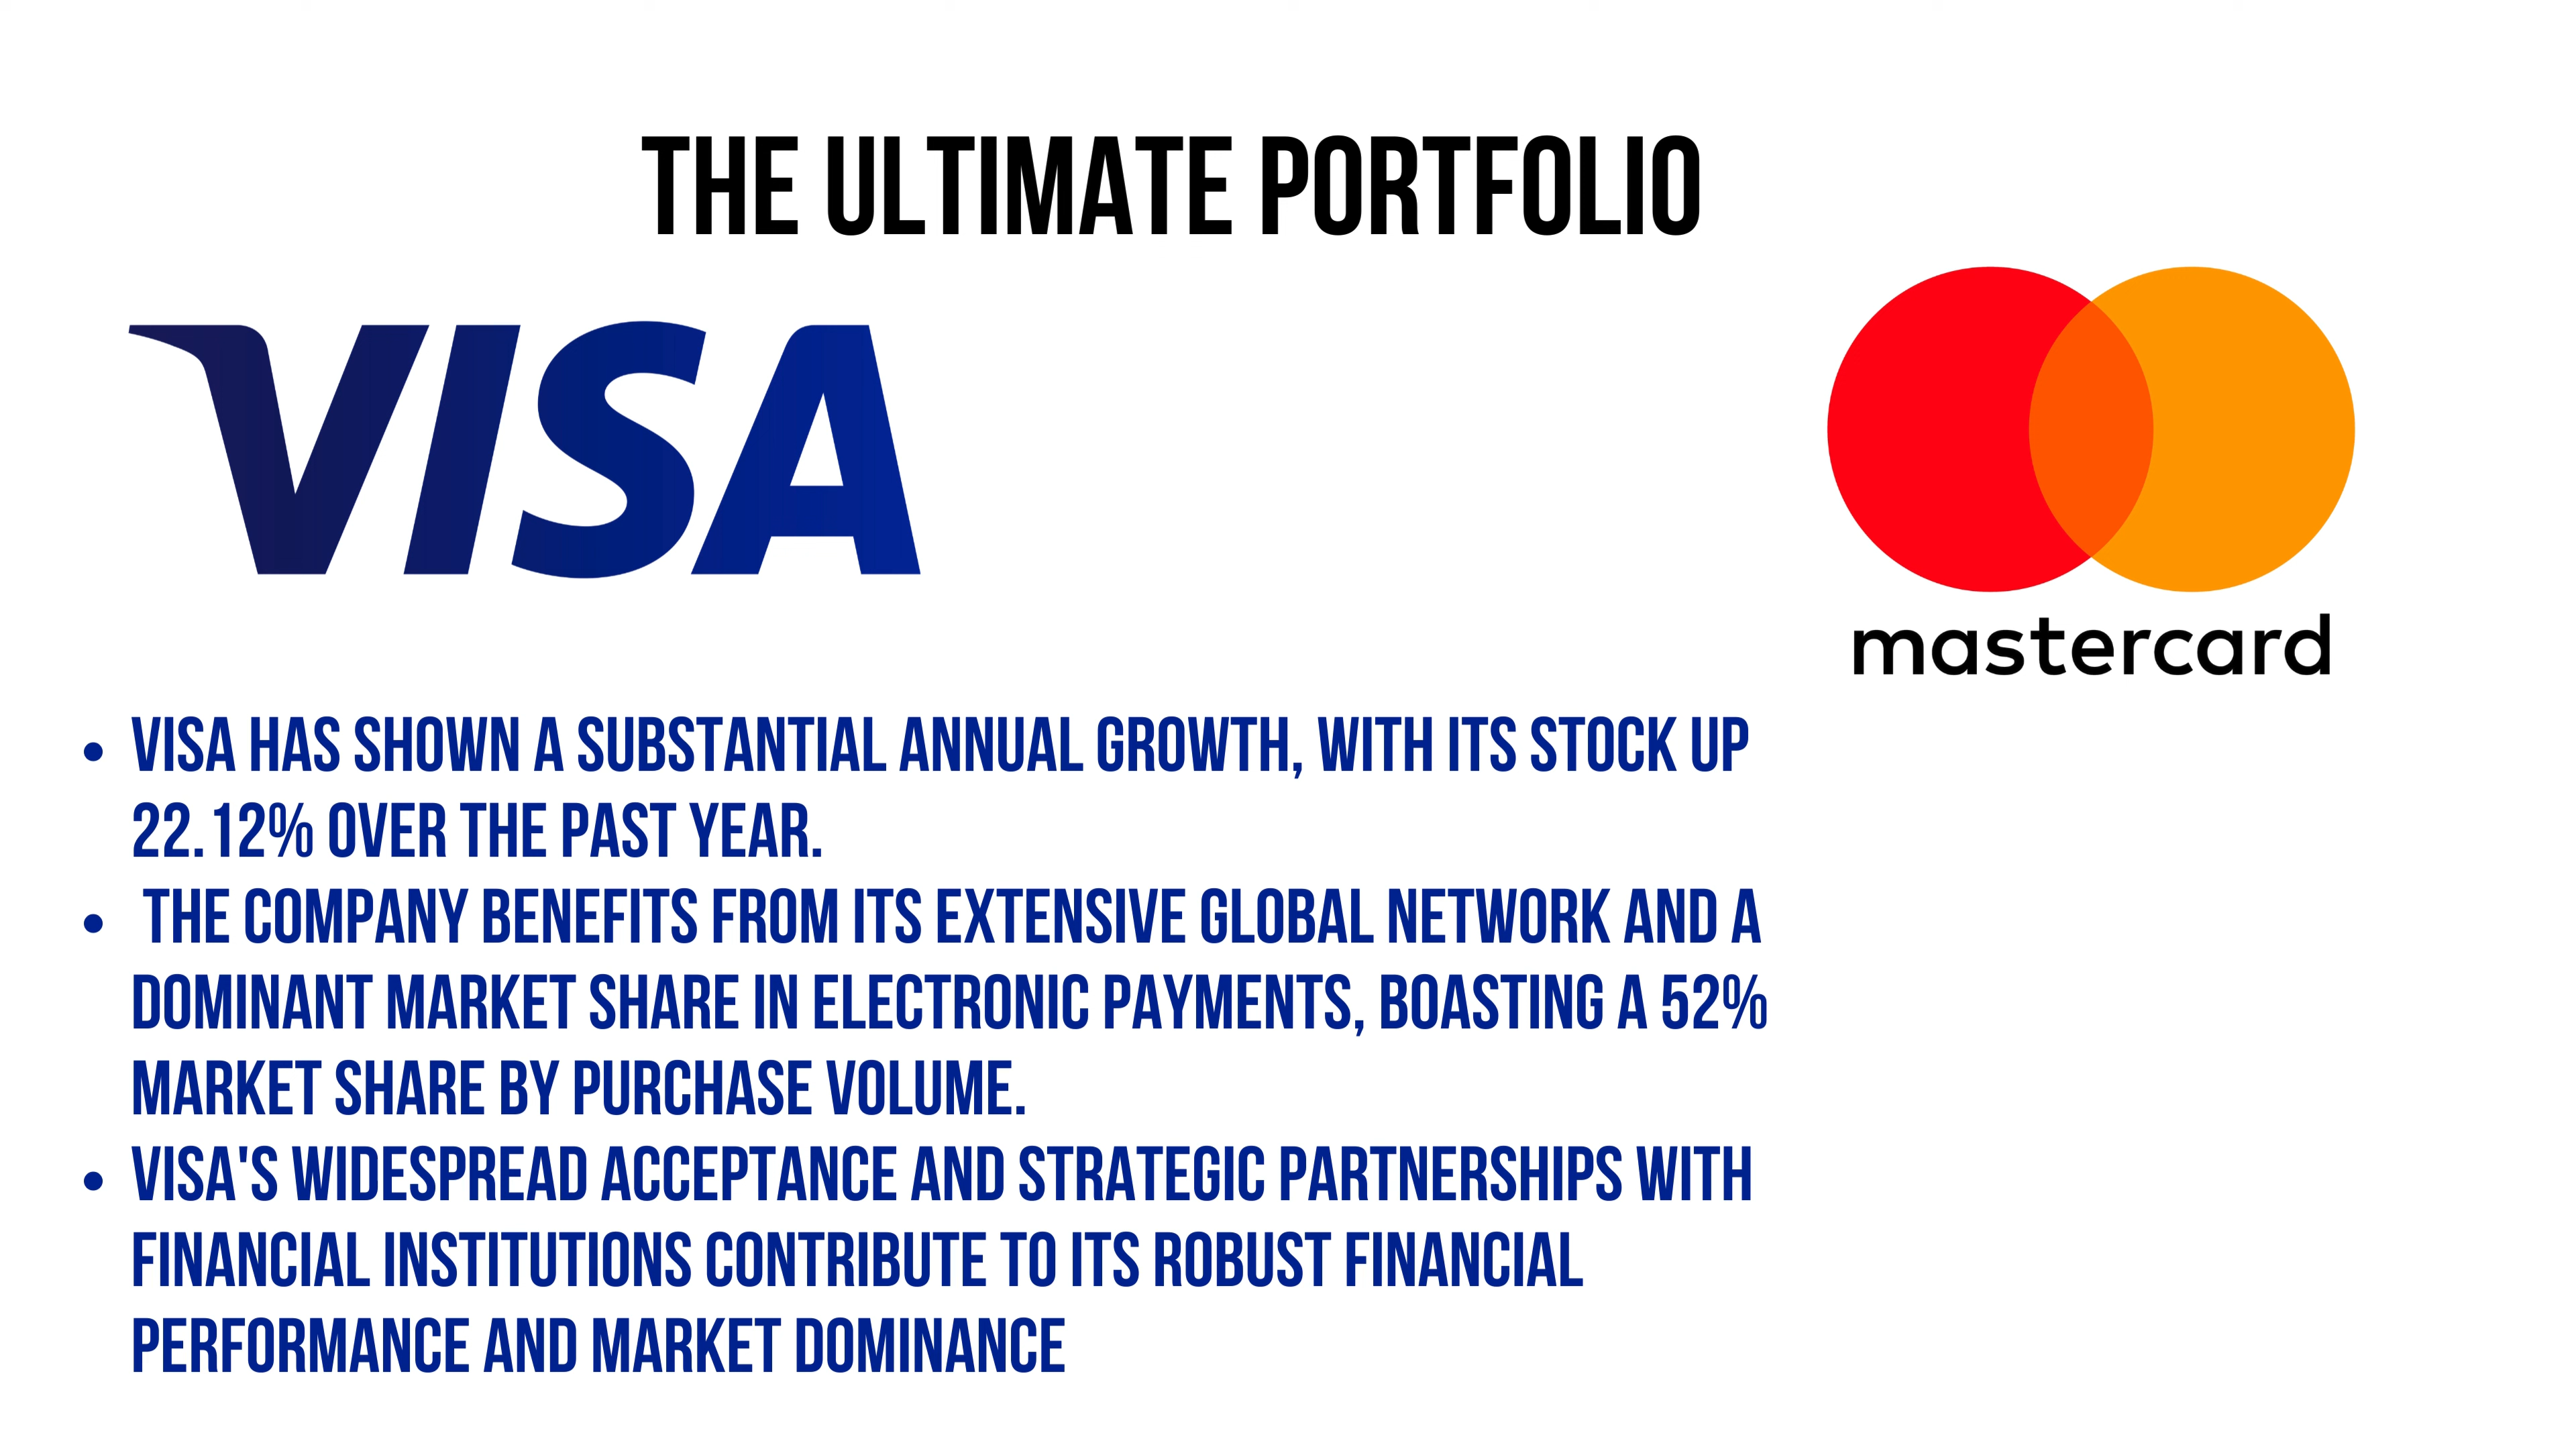 THE ULTIMATE PORTFOLIO
VISA
mastercard
• VISA HAS SHOWN A SUBSTANTIAL ANNUAL GROWTH, WITH ITS STOCK UP
22.12% OVER THE PAST YEAR.
• THE COMPANY BENEFITS FROM ITS EXTENSIVE GLOBAL NETWORK AND A
DOMINANT MARKET SHARE IN ELECTRONIC PAYMENTS, BOASTING A 52%
MARKET SHARE BY PURCHASE VOLUME.
• VISA'S WIDESPREAD ACCEPTANCE AND STRATEGIC PARTNERSHIPS WITH
FINANCIAL INSTITUTIONS CONTRIBUTE TO ITS ROBUST FINANCIAL
PERFORMANCE AND MARKET DOMINANCE